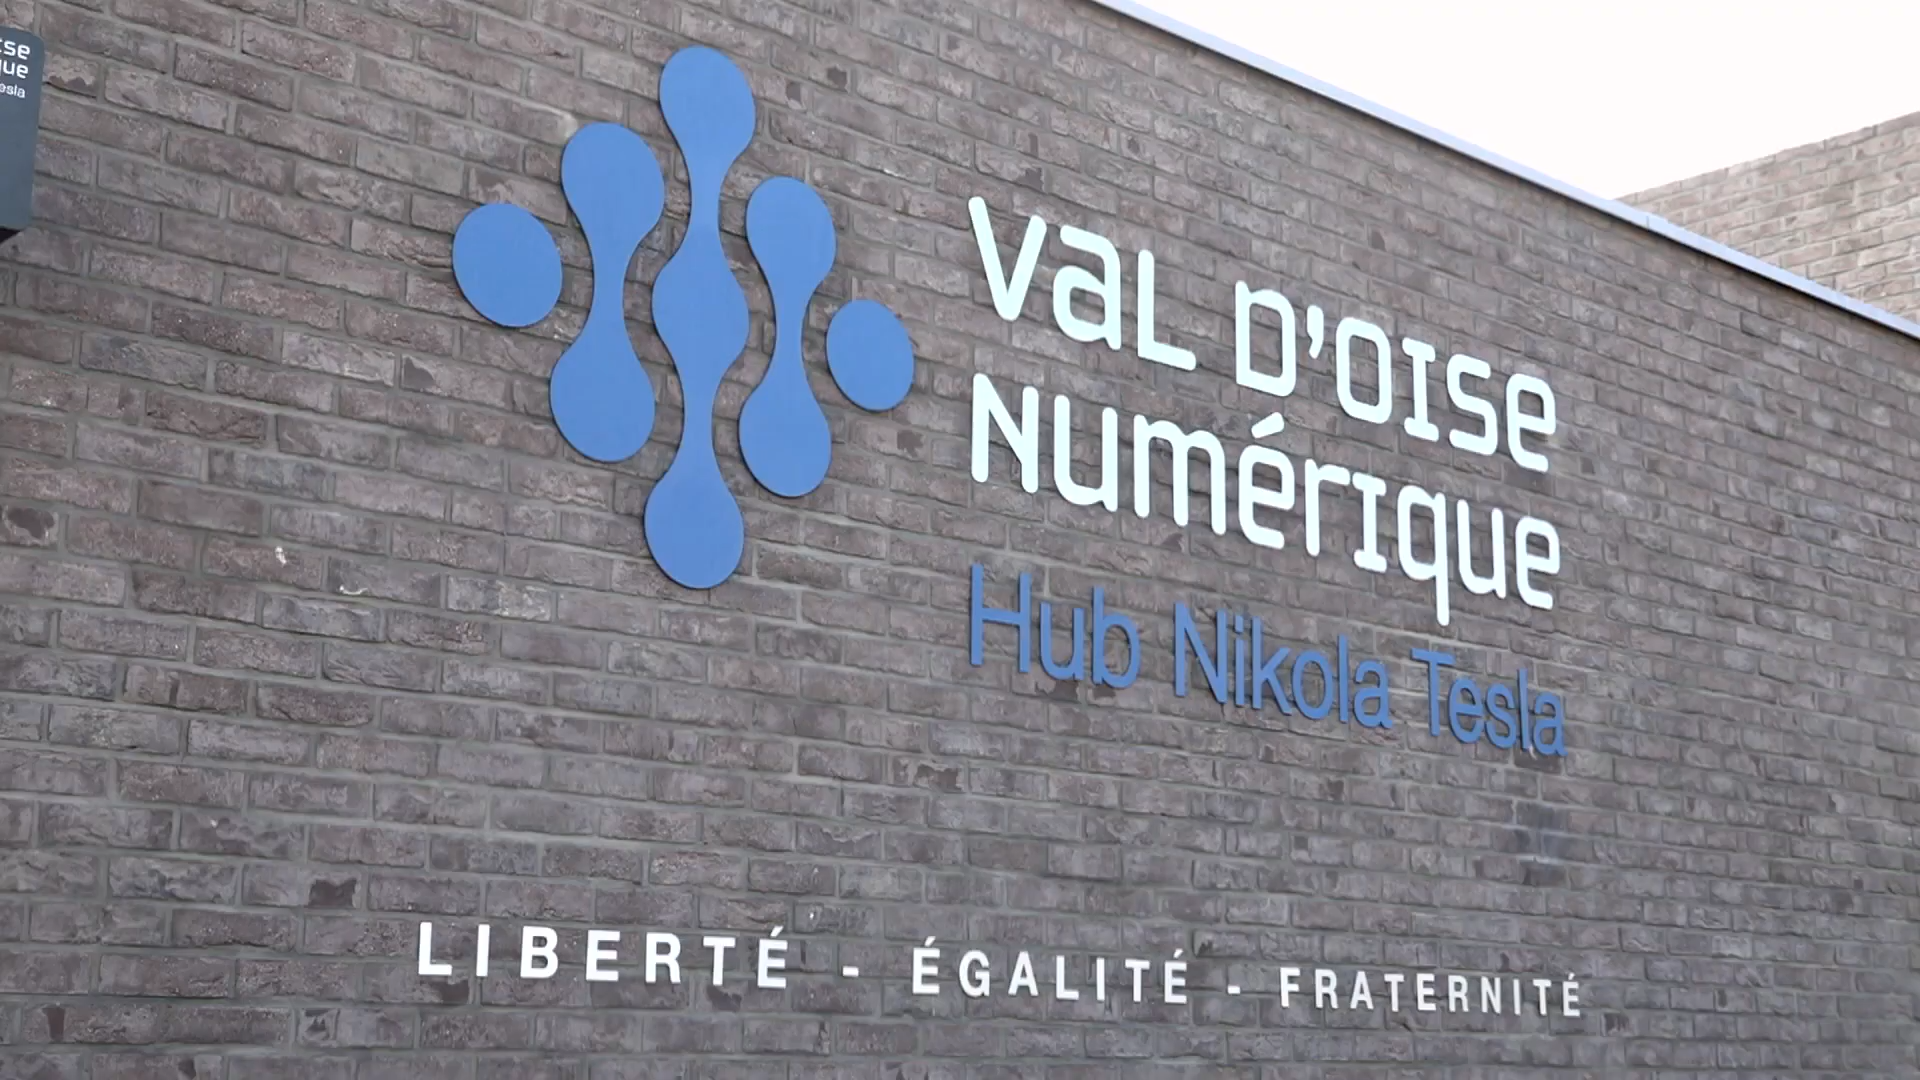 Val D'Oise
Numérique
Hub Nikola Tesla
LIBERTÉ - ÉGALITÉ - FRATERNITÉ